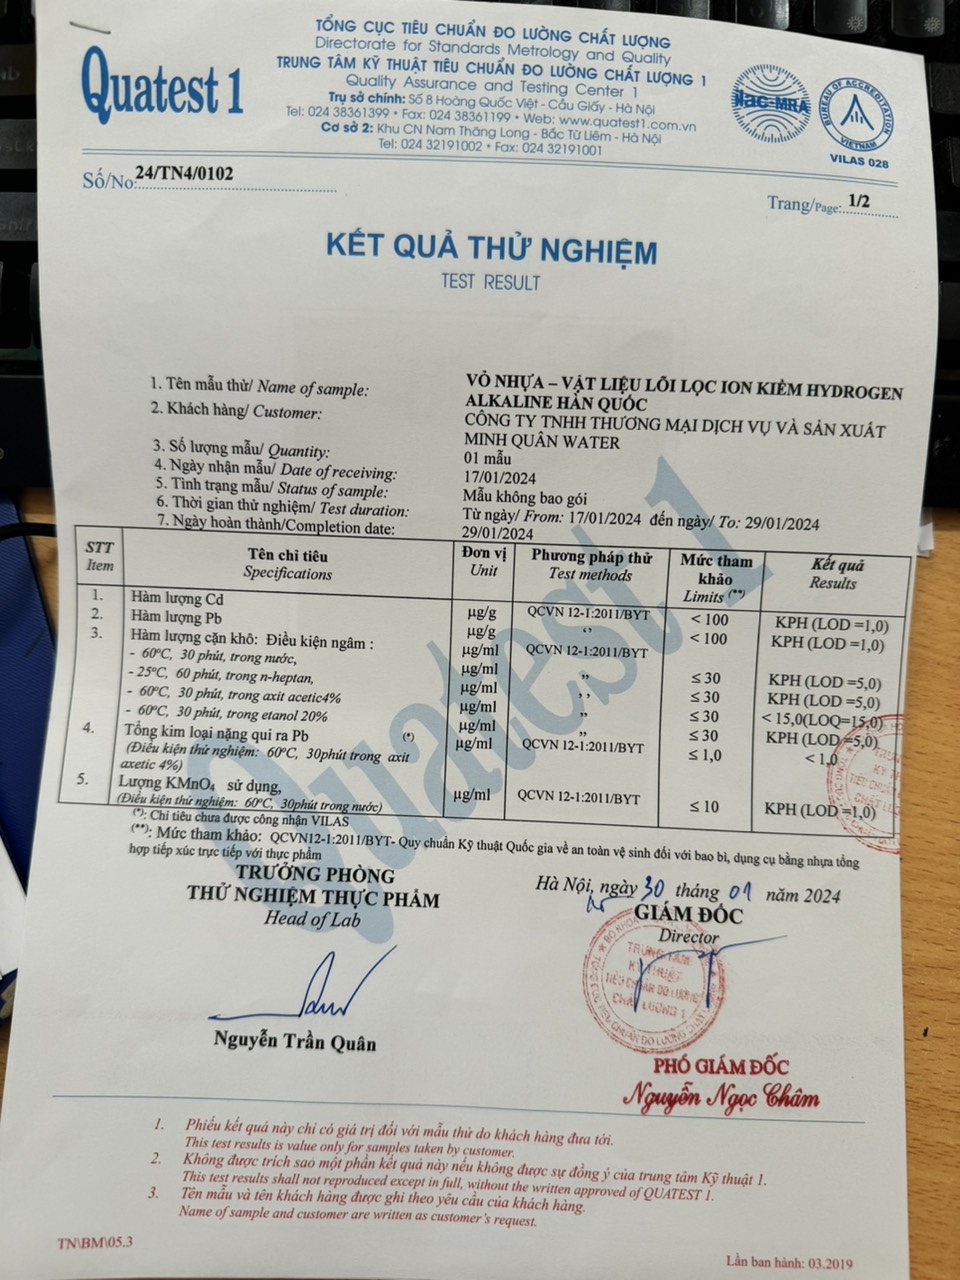 Quatest 1
TỔNG CỤC TIÊU CHUẨN ĐO LƯỜNG CHẤT LƯỢNG
Directorate for Standards Metrology and Quality
TRUNG TÂM KỸ THUẬT TIÊU CHUẨN ĐO LƯỜNG CHẤT LƯỢNG 1
Quality Assurance and Testing Center 1
Trụ sở chính: Số 8 Hoàng Quốc Việt - Cầu Giấy - Hà Nội
Tel: 024 38361399 • Fax: 024 38361199 • Web: www.quatest1.com.vn
Cơ sở 2: Khu CN Nam Thăng Long - Bắc Từ Liêm - Hà Nội
Tel: 024 32191002 • Fax: 024 32191001
ilac-MRA
BUREAU OF ACCREDITATION
VIETNAM
VILAS 028
Số/No: 24/TN4/0102
Trang/Page: 1/2
KẾT QUẢ THỬ NGHIỆM
TEST RESULT
1. Tên mẫu thử/ Name of sample: VỎ NHỰA – VẬT LIỆU LÕI LỌC ION KIỀM HYDROGEN
ALKALINE HÀN QUỐC
2. Khách hàng/ Customer: CÔNG TY TNHH THƯƠNG MẠI DỊCH VỤ VÀ SẢN XUẤT
MINH QUÂN WATER
3. Số lượng mẫu/ Quantity: 01 mẫu
4. Ngày nhận mẫu/ Date of receiving: 17/01/2024
5. Tình trạng mẫu/ Status of sample: Mẫu không bao gói
6. Thời gian thử nghiệm/ Test duration: Từ ngày/ From: 17/01/2024 đến ngày/ To: 29/01/2024
7. Ngày hoàn thành/Completion date: 29/01/2024
STT Tên chỉ tiêu Đơn vị Phương pháp thử Mức tham khảo Kết quả
Item Specifications Unit Test methods Limits (**) Results
1. Hàm lượng Cd µg/g QCVN 12-1:2011/BYT < 100 KPH (LOD =1,0)
2. Hàm lượng Pb µg/g ‘’ < 100 KPH (LOD =1,0)
3. Hàm lượng cặn khô: Điều kiện ngâm : µg/ml QCVN 12-1:2011/BYT
- 60ºC, 30 phút, trong nước, µg/ml ” ≤ 30 KPH (LOD =5,0)
- 25ºC, 60 phút, trong n-heptan, µg/ml ’ ’ ≤ 30 KPH (LOD =5,0)
- 60ºC, 30 phút, trong axit acetic4% µg/ml ” ≤ 30 < 15,0(LOQ=15,0)
- 60ºC, 30 phút, trong etanol 20% µg/ml ” ≤ 30 KPH (LOD =5,0)
4. Tổng kim loại nặng qui ra Pb (*) µg/ml QCVN 12-1:2011/BYT ≤ 1,0 < 1,0
(Điều kiện thử nghiệm: 60ºC, 30phút trong axit
axetic 4%)
5. Lượng KMnO4 sử dụng, µg/ml QCVN 12-1:2011/BYT ≤ 10 KPH (LOD =1,0)
(Điều kiện thử nghiệm: 60ºC, 30phút trong nước)
(*): Chỉ tiêu chưa được công nhận VILAS
(**): Mức tham khảo: QCVN12-1:2011/BYT- Quy chuẩn Kỹ thuật Quốc gia về an toàn vệ sinh đối với bao bì, dụng cụ bằng nhựa tổng
hợp tiếp xúc trực tiếp với thực phẩm
Quatest 1
TRƯỞNG PHÒNG
THỬ NGHIỆM THỰC PHẨM
Head of Lab
Nguyễn Trần Quân
Hà Nội, ngày 30 tháng 01 năm 2024
GIÁM ĐỐC
Director
TRUNG TÂM
KỸ THUẬT
TIÊU CHUẨN ĐO LƯỜNG
CHẤT LƯỢNG 1
PHÓ GIÁM ĐỐC
Nguyễn Ngọc Châm
1. Phiếu kết quả này chỉ có giá trị đối với mẫu thử do khách hàng đưa tới.
This test results is value only for samples taken by customer.
2. Không được trích sao một phần kết quả này nếu không được sự đồng ý của trung tâm Kỹ thuật 1.
This test results shall not reproduced except in full, without the written approved of QUATEST 1.
3. Tên mẫu và tên khách hàng được ghi theo yêu cầu của khách hàng.
Name of sample and customer are written as customer's request.
TN\BM\05.3
Lần ban hành: 03.2019